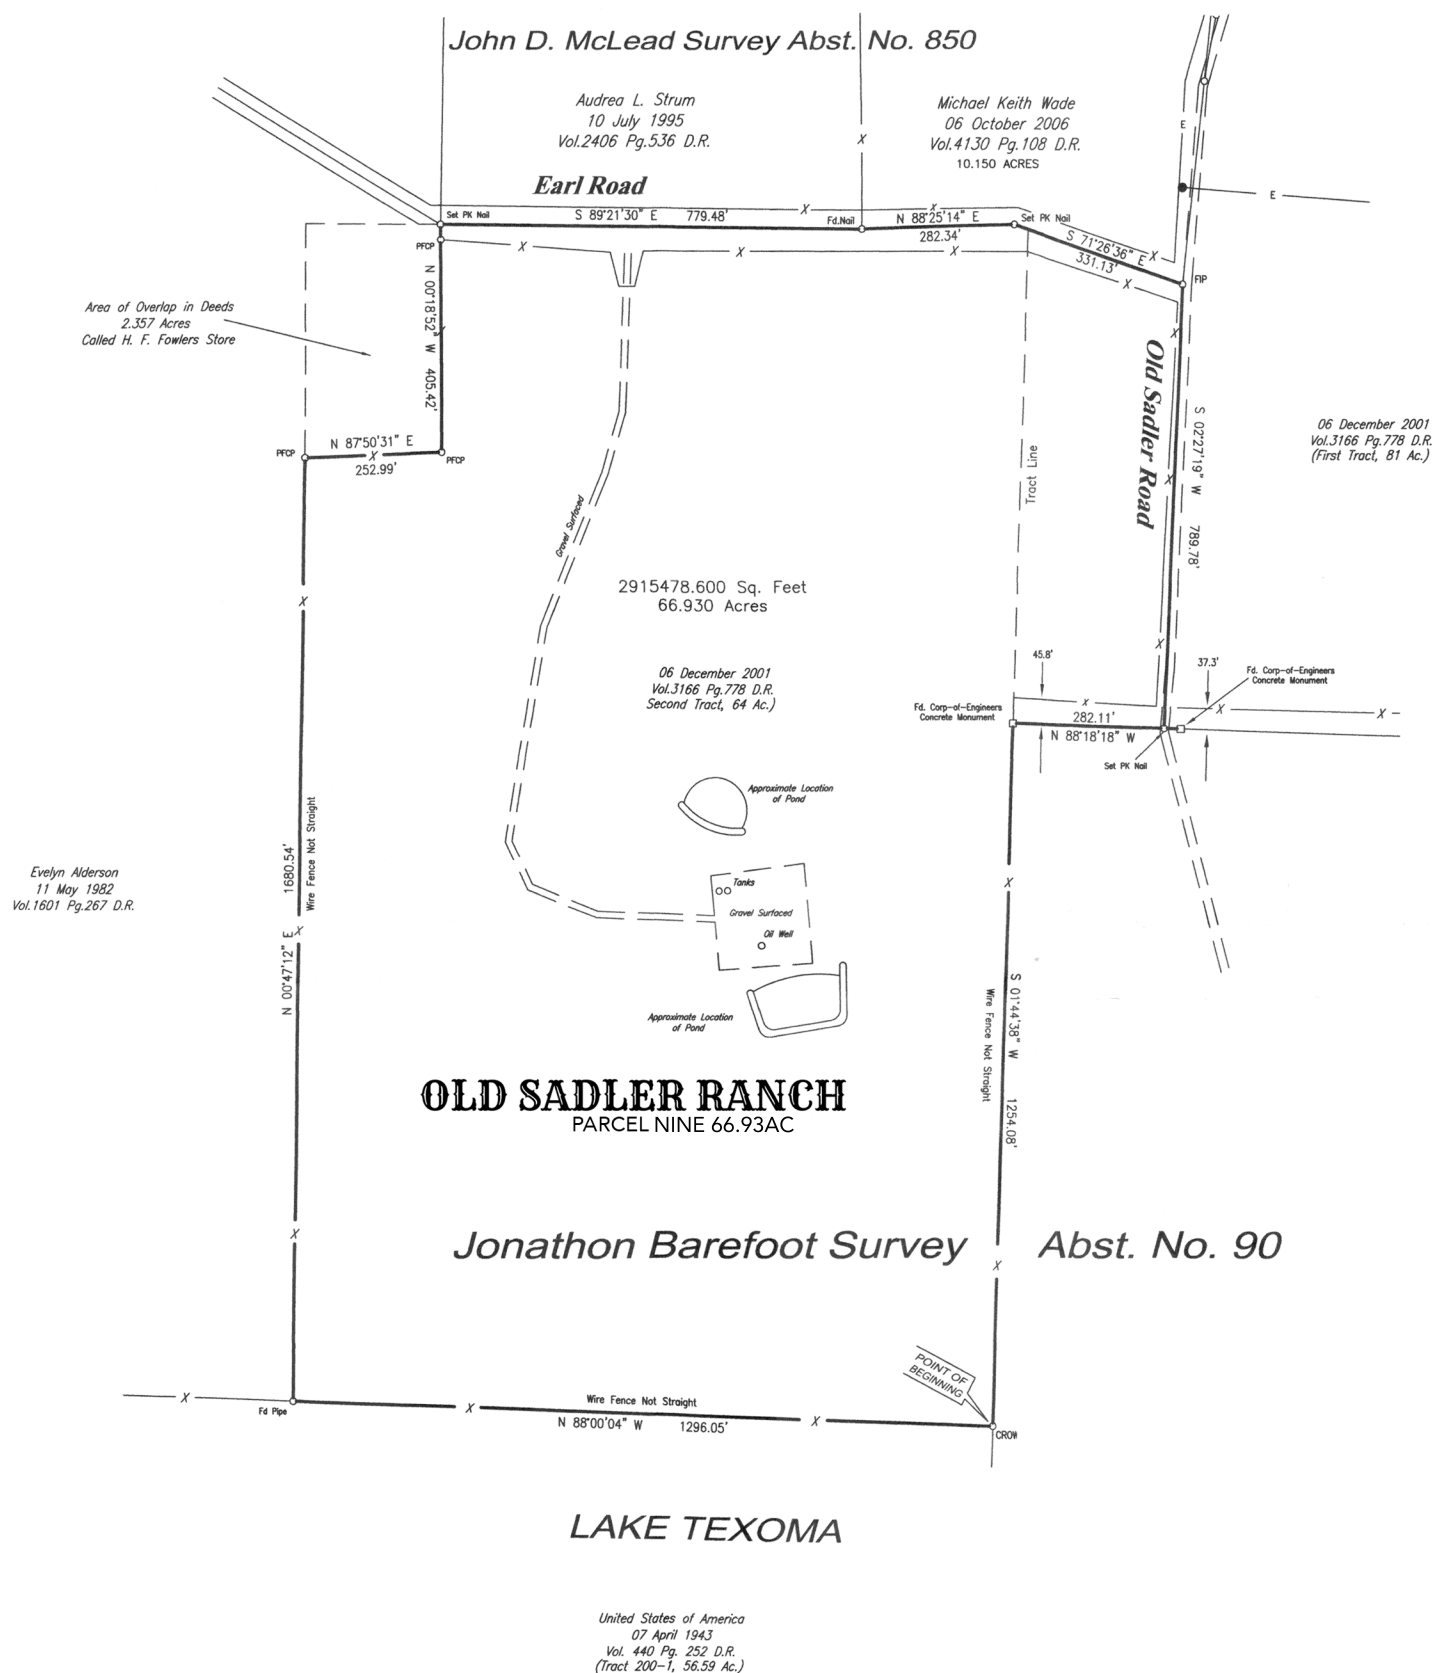 John D. McLead Survey Abst. No. 850
Audrea L. Strum
10 July 1995
Vol.2406 Pg.536 D.R.
Michael Keith Wade
06 October 2006
Vol.4130 Pg.108 D.R.
10.150 ACRES
E
X
E
Earl Road
Set PK Nail
S 89°21'30" E 779.48'
X
Fd.Nail
X
N 88°25'14" E
282.34'
Set PK Nail
S 71°26'36" E
331.13'
X
X
FIP
PFCP
X
X
X
N 00°18'52" W 405.42'
Area of Overlap in Deeds
2.357 Acres
Called H. F. Fowlers Store
X
Old Sadler Road
S 02°27'19" W 789.78'
06 December 2001
Vol.3166 Pg.778 D.R.
(First Tract, 81 Ac.)
N 87°50'31" E
X
252.99'
PFCP
PFCP
Tract Line
X
Gravel Surfaced
2915478.600 Sq. Feet
66.930 Acres
X
X
45.8'
37.3'
Fd. Corp-of-Engineers
Concrete Monument
06 December 2001
Vol.3166 Pg.778 D.R.
Second Tract, 64 Ac.)
Fd. Corp-of-Engineers
Concrete Monument
X
282.11'
N 88°18'18" W
X
X
Set PK Nail
Approximate Location
of Pond
Evelyn Alderson
11 May 1982
Vol.1601 Pg.267 D.R.
N 00°47'12" E 1680.54'
Wire Fence Not Straight
X
X
Tanks
Gravel Surfaced
Oil Well
Approximate Location
of Pond
Wire Fence Not Straight
S 01°44'38" W 1254.08'
OLD SADLER RANCH
PARCEL NINE 66.93AC
Jonathon Barefoot Survey Abst. No. 90
X
X
POINT OF
BEGINNING
X
Fd Pipe
X
Wire Fence Not Straight
N 88°00'04" W 1296.05'
X
CROW
LAKE TEXOMA
United States of America
07 April 1943
Vol. 440 Pg. 252 D.R.
(Tract 200-1, 56.59 Ac.)